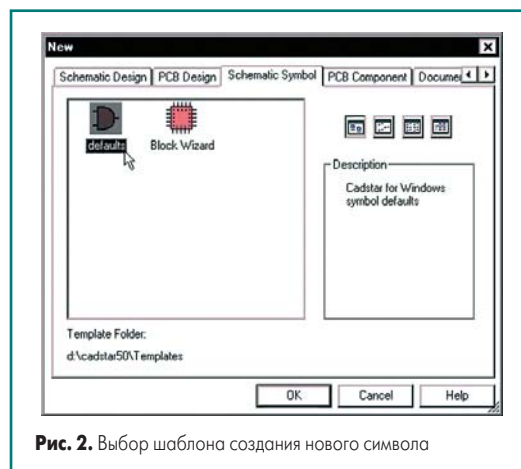 New
Schematic Design PCB Design Schematic Symbol PCB Component
defaults Block Wizard
Description
Cadstar for Windows
symbol defaults
Template Folder:
d:\cadstar50\Templates
OK Cancel Help
Рис. 2. Выбор шаблона создания нового символа